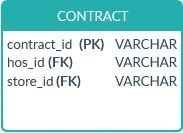 CONTRACT
contract_id (PK) VARCHAR
hos_id (FK) VARCHAR
store_id (FK) VARCHAR